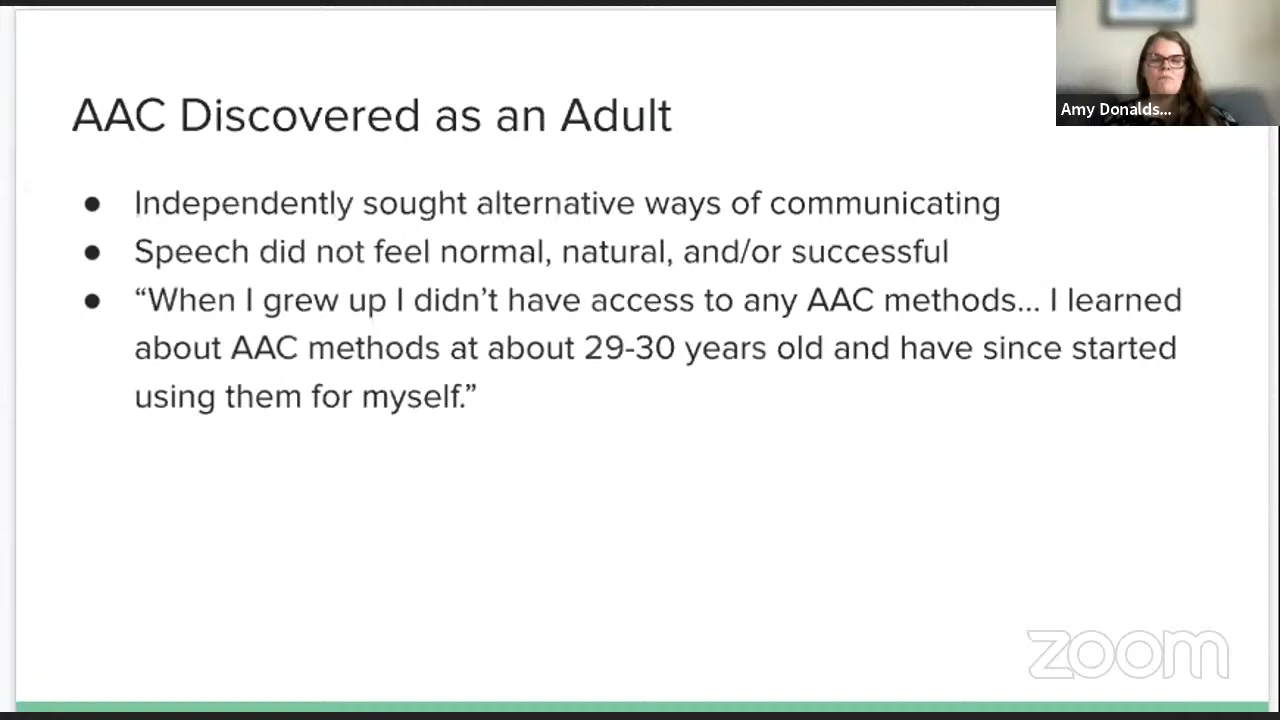 AAC Discovered as an Adult
● Independently sought alternative ways of communicating
● Speech did not feel normal, natural, and/or successful
● “When I grew up I didn’t have access to any AAC methods... I learned
about AAC methods at about 29-30 years old and have since started
using them for myself.”
Amy Donalds...
zoom